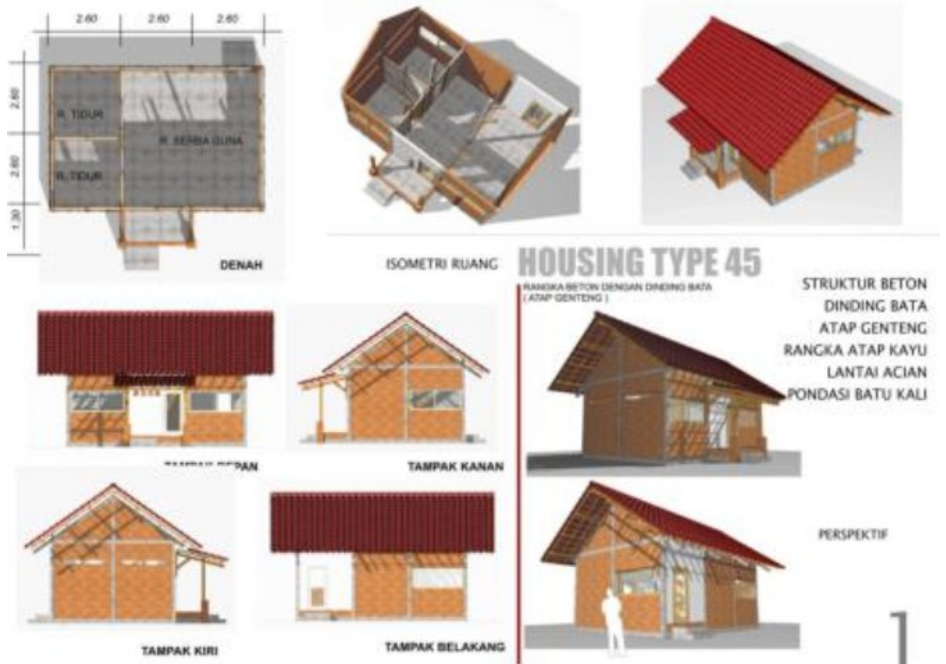 2.60 2.60 2.60
2.60
2.60
1.30
R. TIDUR
R. SERBA GUNA
R. TIDUR
DENAH
ISOMETRI RUANG
HOUSING TYPE 45
RANGKA BETON DENGAN DINDING BATA
( ATAP GENTENG )
STRUKTUR BETON
DINDING BATA
ATAP GENTENG
RANGKA ATAP KAYU
LANTAI ACIAN
PONDASI BATU KALI
TAMPAK DEPAN
TAMPAK KANAN
TAMPAK KIRI
TAMPAK BELAKANG
PERSPEKTIF
1